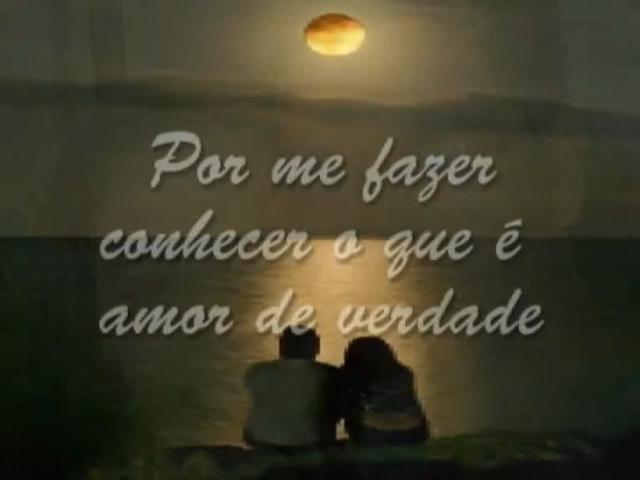 Por me fazer
conhecer o que é
amor de verdade